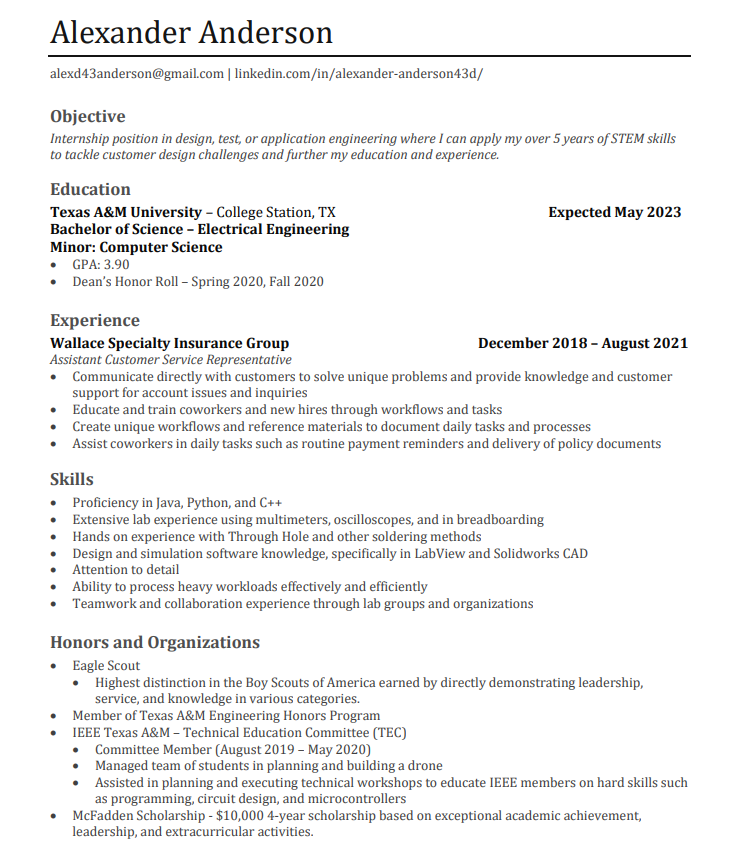 Alexander Anderson
alexd43anderson@gmail.com | linkedin.com/in/alexander-anderson43d/
Objective
Internship position in design, test, or application engineering where I can apply my over 5 years of STEM skills
to tackle customer design challenges and further my education and experience.
Education
Texas A&M University – College Station, TX Expected May 2023
Bachelor of Science – Electrical Engineering
Minor: Computer Science
• GPA: 3.90
• Dean's Honor Roll – Spring 2020, Fall 2020
Experience
Wallace Specialty Insurance Group December 2018 – August 2021
Assistant Customer Service Representative
• Communicate directly with customers to solve unique problems and provide knowledge and customer
support for account issues and inquiries
• Educate and train coworkers and new hires through workflows and tasks
• Create unique workflows and reference materials to document daily tasks and processes
• Assist coworkers in daily tasks such as routine payment reminders and delivery of policy documents
Skills
• Proficiency in Java, Python, and C++
• Extensive lab experience using multimeters, oscilloscopes, and in breadboarding
• Hands on experience with Through Hole and other soldering methods
• Design and simulation software knowledge, specifically in LabView and Solidworks CAD
• Attention to detail
• Ability to process heavy workloads effectively and efficiently
• Teamwork and collaboration experience through lab groups and organizations
Honors and Organizations
• Eagle Scout
• Highest distinction in the Boy Scouts of America earned by directly demonstrating leadership,
service, and knowledge in various categories.
• Member of Texas A&M Engineering Honors Program
• IEEE Texas A&M – Technical Education Committee (TEC)
• Committee Member (August 2019 – May 2020)
• Managed team of students in planning and building a drone
• Assisted in planning and executing technical workshops to educate IEEE members on hard skills such
as programming, circuit design, and microcontrollers
• McFadden Scholarship - $10,000 4-year scholarship based on exceptional academic achievement,
leadership, and extracurricular activities.